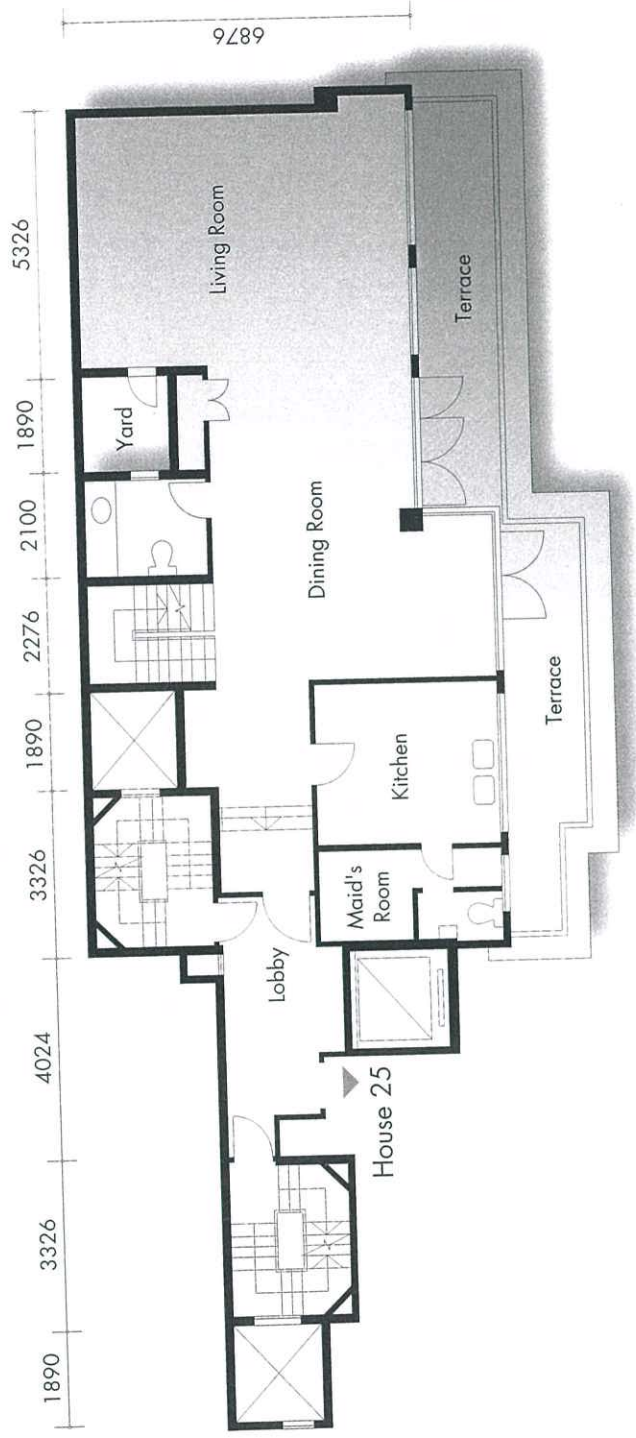 1890 3326 4024 3326 1890 2276 2100 1890 5326
6876
Yard
Living Room
Dining Room
Lobby
Maid's
Room
Kitchen
House 25
Terrace
Terrace